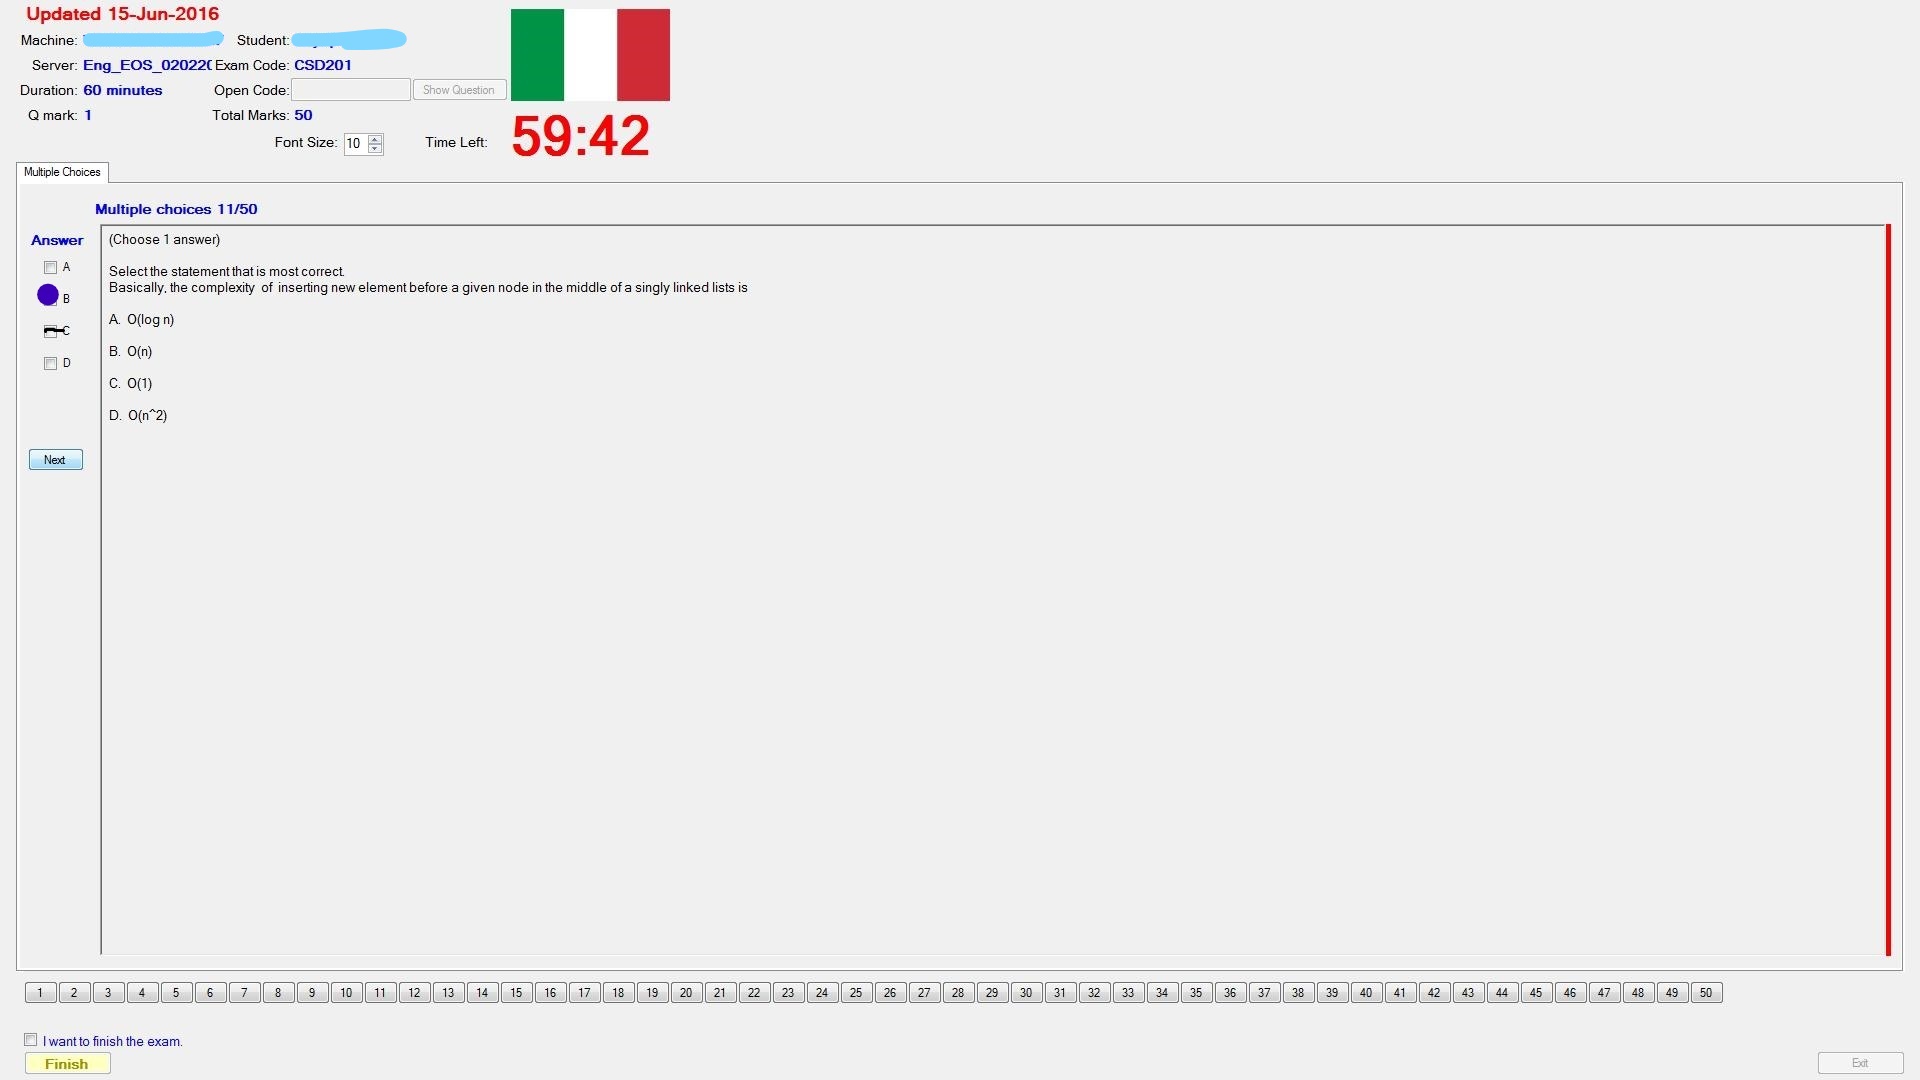 Updated 15-Jun-2016
Machine: Student:
Server: Eng_EOS_02022 Exam Code: CSD201
Duration: 60 minutes Open Code: Show Question
Q mark: 1 Total Marks: 50
Font Size: 10 Time Left: 59:42
Multiple Choices
Multiple choices 11/50
Answer
A
B
C
D
Next
(Choose 1 answer)
Select the statement that is most correct.
Basically, the complexity of inserting new element before a given node in the middle of a singly linked lists is
A. O(log n)
B. O(n)
C. O(1)
D. O(n^2)
1 2 3 4 5 6 7 8 9 10 11 12 13 14 15 16 17 18 19 20 21 22 23 24 25 26 27 28 29 30 31 32 33 34 35 36 37 38 39 40 41 42 43 44 45 46 47 48 49 50
I want to finish the exam.
Finish
Exit